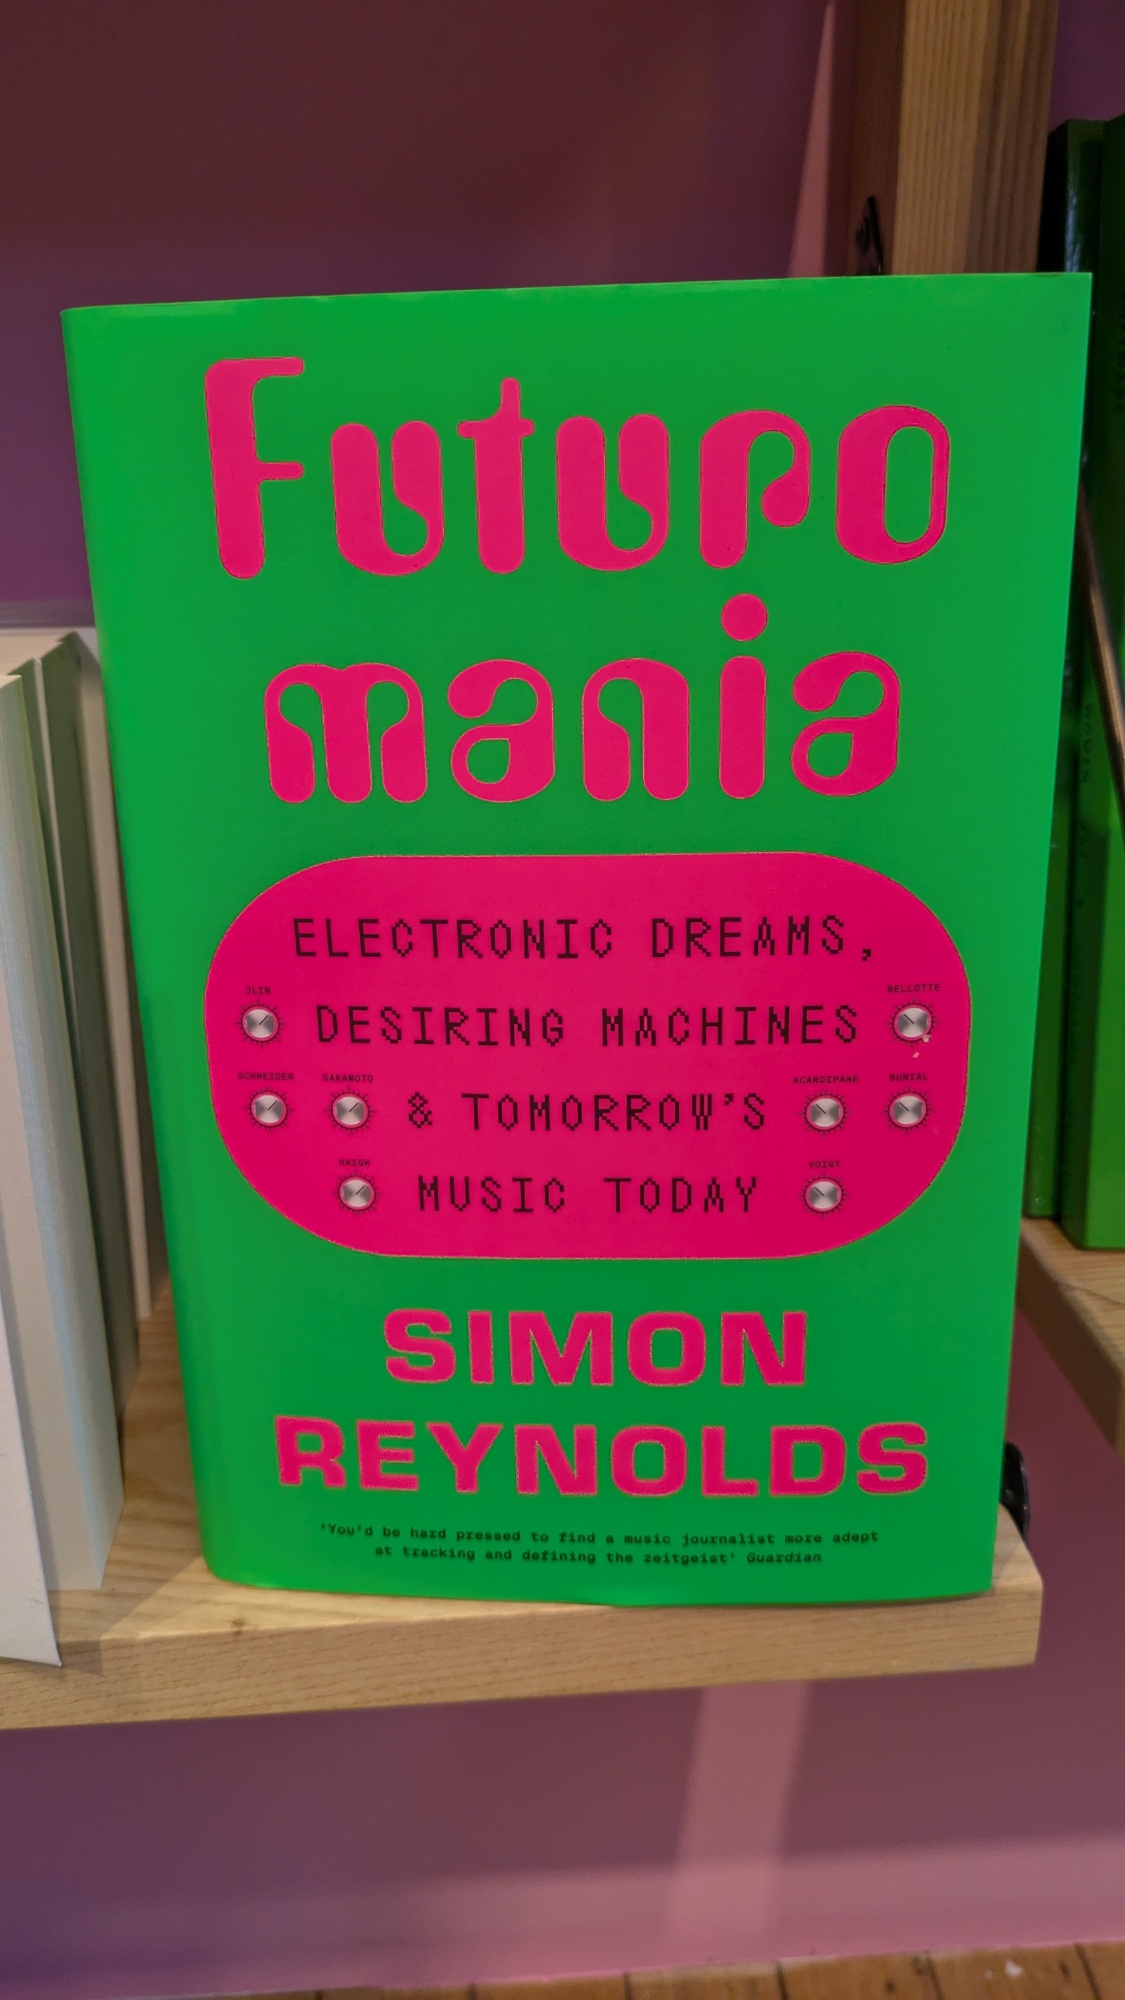 Futuro
mania
ELECTRONIC DREAMS,
JLIN
BELLOTTE
DESIRING MACHINES
SCHNEIDER
SAKAMOTO
ACARDIPANE
BURIAL
& TOMORROW'S
HAIGH
VOIGT
MUSIC TODAY
SIMON
REYNOLDS
'You'd be hard pressed to find a music journalist more adept
at tracking and defining the zeitgeist' Guardian